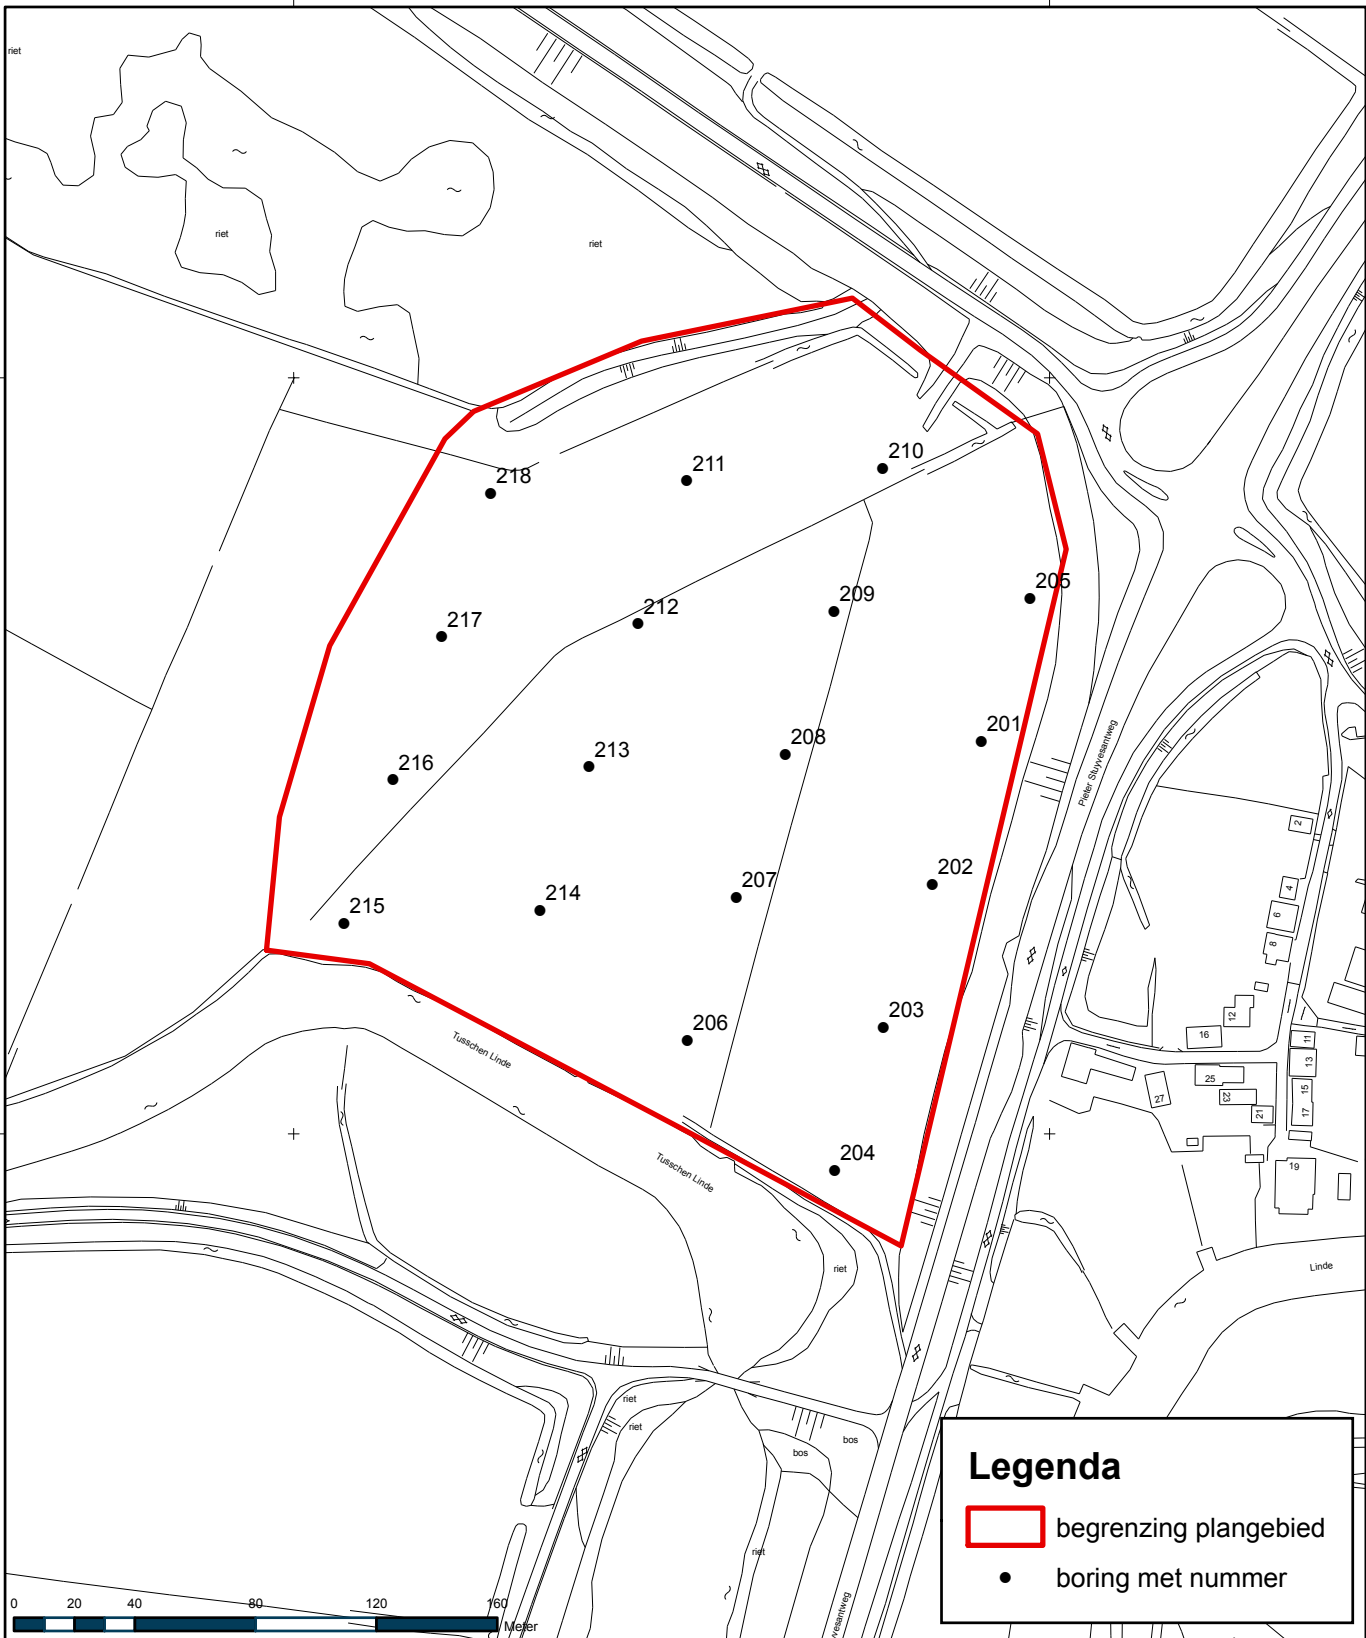 riet
riet
riet
210
211
218
205
209
212
217
201
208
213
216
Pieter Stuyvesantweg
2
202
207
214
215
4
6
8
203
206
12
16
11
Tusschen Linde
13
25
23
27
15
17
21
204
Tusschen Linde
19
riet
Linde
riet
riet
bos
bos
riet
vesantweg
Legenda
begrenzing plangebied
boring met nummer
0 20 40 80 120 160
Meter